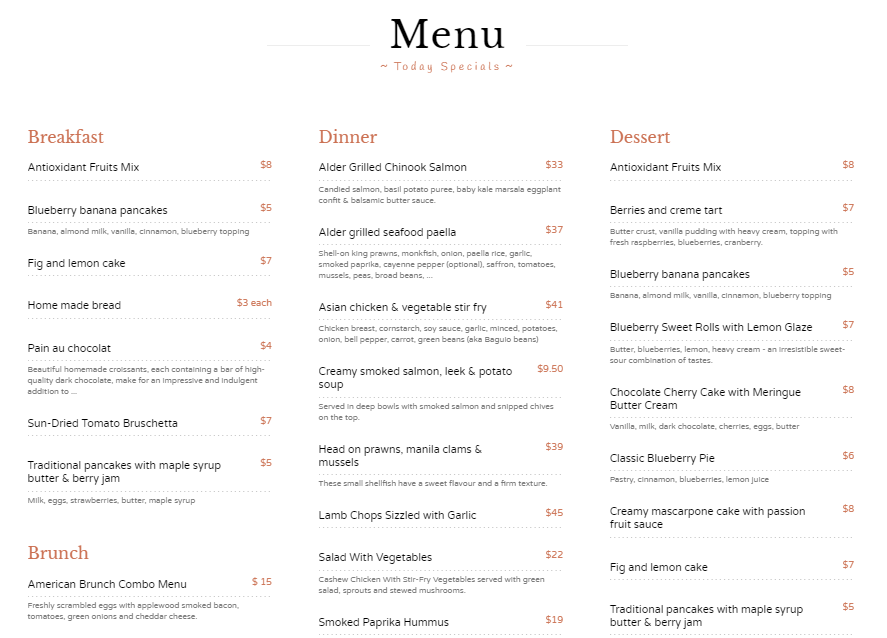 Menu
~ Today Specials ~
Breakfast
Antioxidant Fruits Mix $8
Blueberry banana pancakes $5
Banana, almond milk, vanilla, cinnamon, blueberry topping
Fig and lemon cake $7
Home made bread $3 each
Pain au chocolat $4
Beautiful homemade croissants, each containing a bar of high-
quality dark chocolate, make for an impressive and indulgent
addition to ...
Sun-Dried Tomato Bruschetta $7
Traditional pancakes with maple syrup $5
butter & berry jam
Milk, eggs, strawberries, butter, maple syrup
Brunch
American Brunch Combo Menu $ 15
Freshly scrambled eggs with applewood smoked bacon,
tomatoes, green onions and cheddar cheese.
Dinner
Alder Grilled Chinook Salmon $33
Candied salmon, basil potato puree, baby kale marsala eggplant
confit & balsamic butter sauce.
Alder grilled seafood paella $37
Shell-on king prawns, monkfish, onion, paella rice, garlic,
smoked paprika, cayenne pepper (optional), saffron, tomatoes,
mussels, peas, broad beans, ...
Asian chicken & vegetable stir fry $41
Chicken breast, cornstarch, soy sauce, garlic, minced, potatoes,
onion, bell pepper, carrot, green beans (aka Baguio beans)
Creamy smoked salmon, leek & potato $9.50
soup
Served in deep bowls with smoked salmon and snipped chives
on the top.
Head on prawns, manila clams & $39
mussels
These small shellfish have a sweet flavour and a firm texture.
Lamb Chops Sizzled with Garlic $45
Salad With Vegetables $22
Cashew Chicken With Stir-Fry Vegetables served with green
salad, sprouts and stewed mushrooms.
Smoked Paprika Hummus $19
Dessert
Antioxidant Fruits Mix $8
Berries and creme tart $7
Butter crust, vanilla pudding with heavy cream, topping with
fresh raspberries, blueberries, cranberry.
Blueberry banana pancakes $5
Banana, almond milk, vanilla, cinnamon, blueberry topping
Blueberry Sweet Rolls with Lemon Glaze $7
Butter, blueberries, lemon, heavy cream - an irresistible sweet-
sour combination of tastes.
Chocolate Cherry Cake with Meringue $8
Butter Cream
Vanilla, milk, dark chocolate, cherries, eggs, butter
Classic Blueberry Pie $6
Pastry, cinnamon, blueberries, lemon juice
Creamy mascarpone cake with passion $8
fruit sauce
Fig and lemon cake $7
Traditional pancakes with maple syrup $5
butter & berry jam